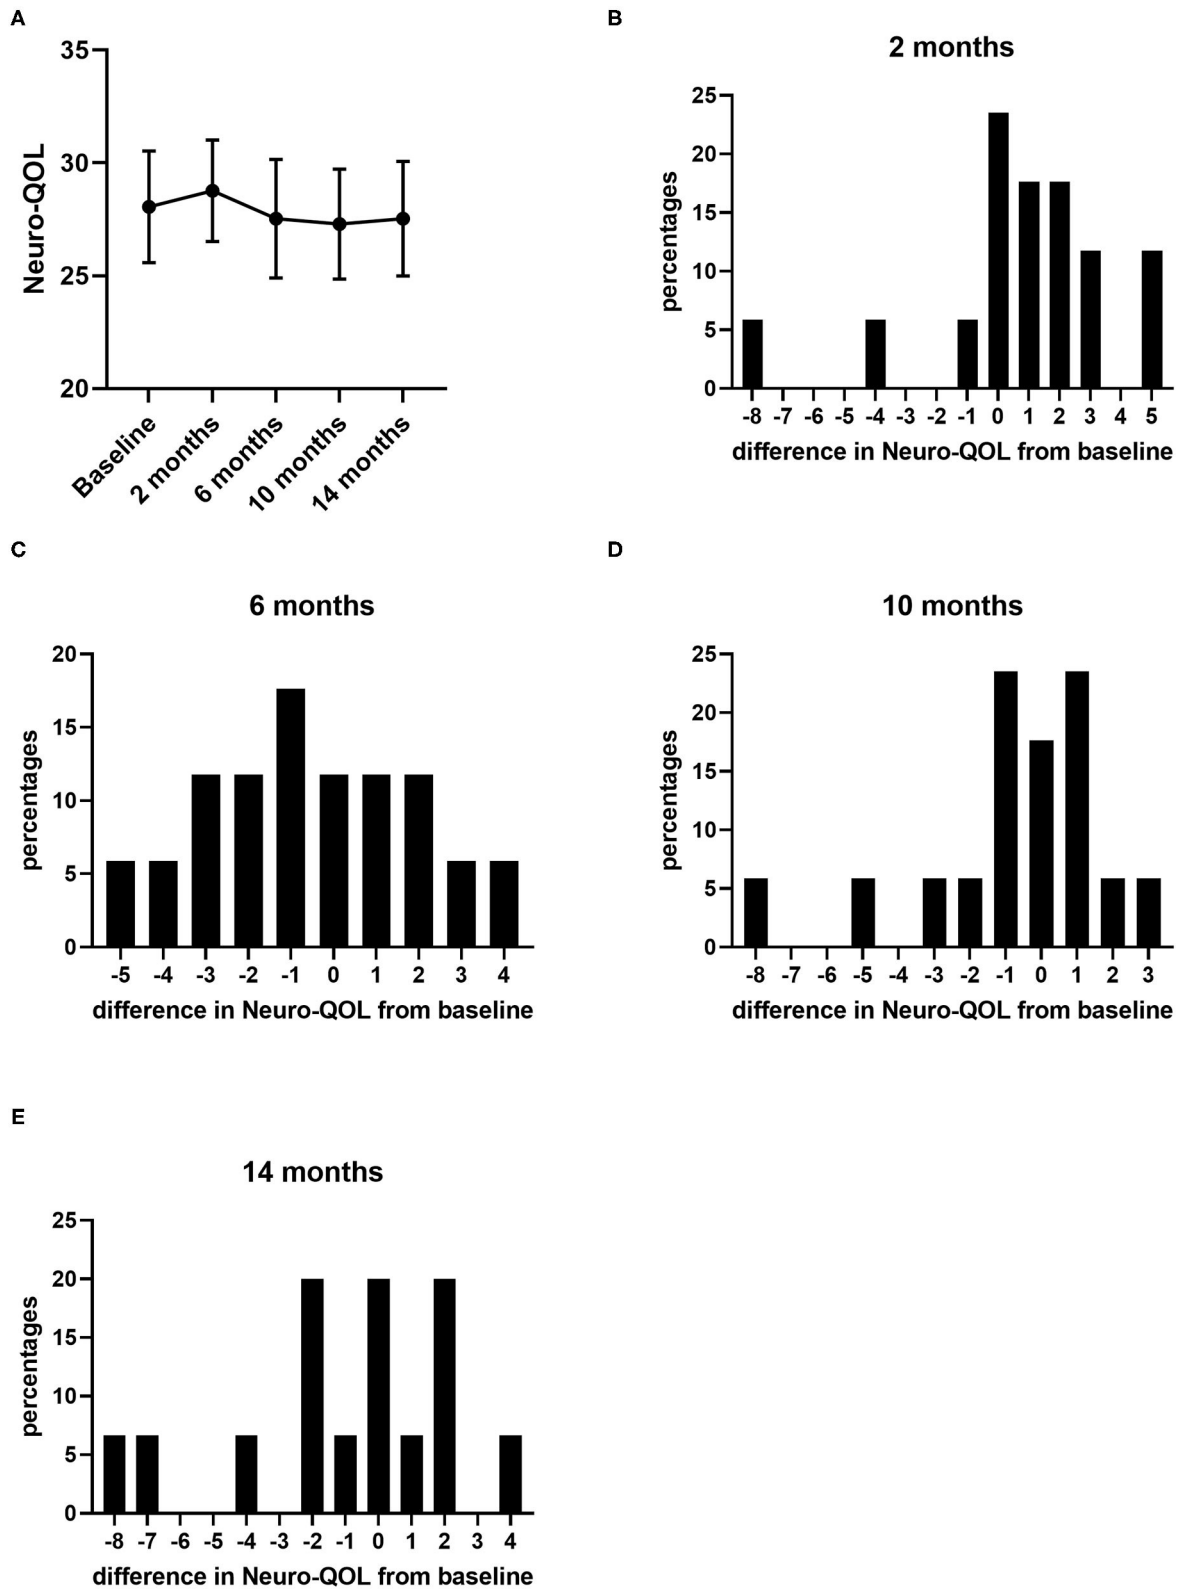 A
35
30
25
20
Neuro-QOL
Baseline
2 months
6 months
10 months
14 months
B
2 months
25
20
15
10
5
0
percentages
-8 -7 -6 -5 -4 -3 -2 -1 0 1 2 3 4 5
difference in Neuro-QOL from baseline
C
6 months
20
15
10
5
0
percentages
-5 -4 -3 -2 -1 0 1 2 3 4
difference in Neuro-QOL from baseline
D
10 months
25
20
15
10
5
0
percentages
-8 -7 -6 -5 -4 -3 -2 -1 0 1 2 3
difference in Neuro-QOL from baseline
E
14 months
25
20
15
10
5
0
percentages
-8 -7 -6 -5 -4 -3 -2 -1 0 1 2 3 4
difference in Neuro-QOL from baseline